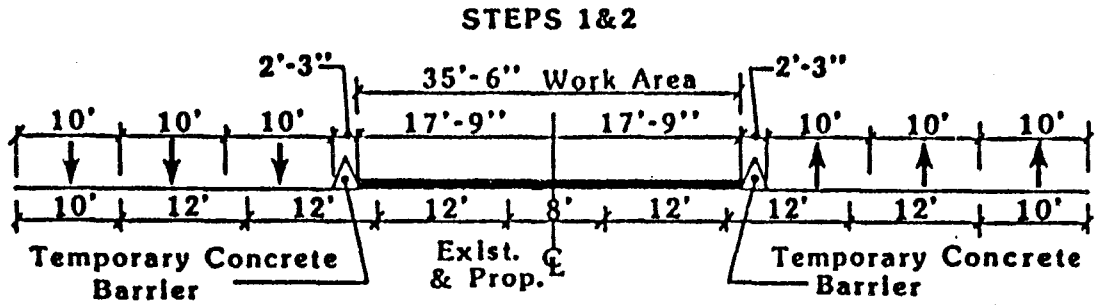 STEPS 1&2
2'-3" 35'-6" Work Area 2'-3"
10' 10' 10' 17'-9" 17'-9" 10' 10' 10'
10' 12' 12' 12' 8' 12' 12' 12' 10'
Temporary Concrete Barrier
Exist. & Prop. ℄
Temporary Concrete Barrier